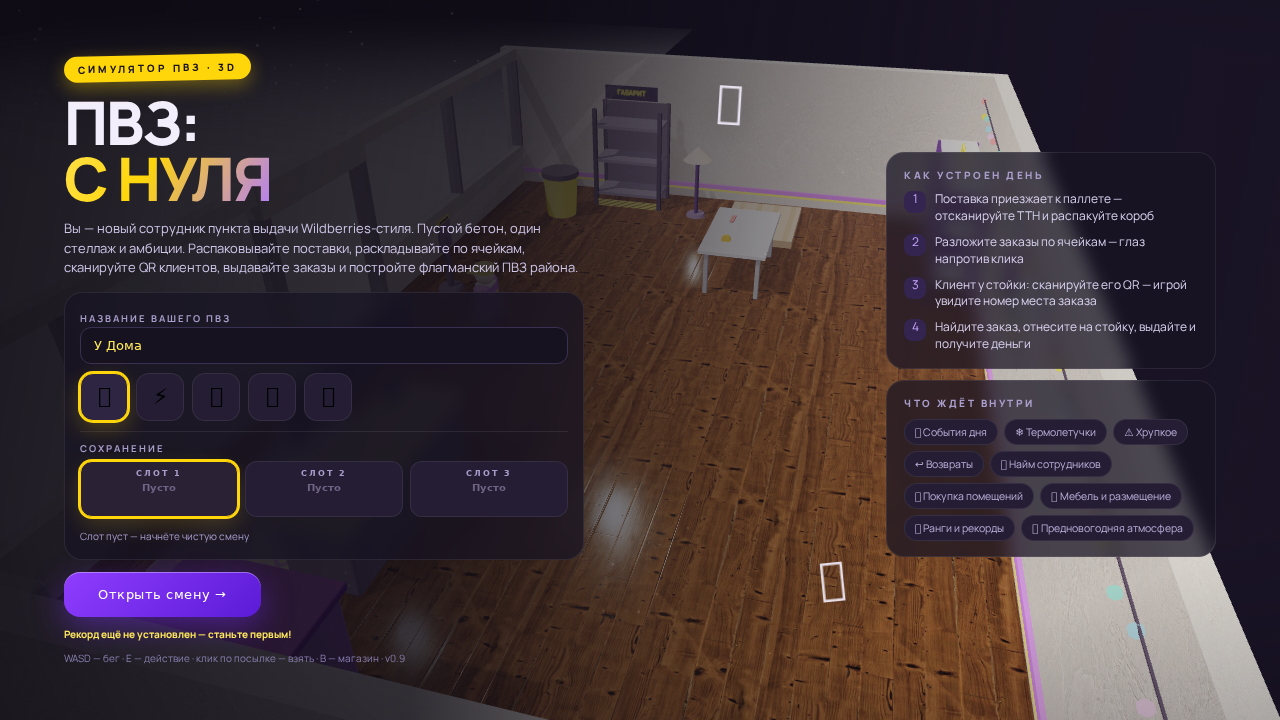 СИМУЛЯТОР ПВЗ · 3D
ПВЗ:
С НУЛЯ
Вы — новый сотрудник пункта выдачи Wildberries-стиля. Пустой бетон, один
стеллаж и амбиции. Распаковывайте поставки, раскладывайте по ячейкам,
сканируйте QR клиентов, выдавайте заказы и постройте флагманский ПВЗ района.
НАЗВАНИЕ ВАШЕГО ПВЗ
У Дома
⚡
СОХРАНЕНИЕ
СЛОТ 1
Пусто
СЛОТ 2
Пусто
СЛОТ 3
Пусто
Слот пуст — начнёте чистую смену
Открыть смену →
Рекорд ещё не установлен — станьте первым!
WASD — бег · E — действие · клик по посылке — взять · B — магазин · v0.9
ГАБАРИТ
КАК УСТРОЕН ДЕНЬ
1 Поставка приезжает к паллете —
отсканируйте ТТН и распакуйте короб
2 Разложите заказы по ячейкам — глаз
напротив клика
3 Клиент у стойки: сканируйте его QR — игрой
увидите номер места заказа
4 Найдите заказ, отнесите на стойку, выдайте и
получите деньги
ЧТО ЖДЁТ ВНУТРИ
События дня
❄ Термолетучки
⚠ Хрупкое
↩ Возвраты
Найм сотрудников
Покупка помещений
Мебель и размещение
Ранги и рекорды
Предновогодняя атмосфера